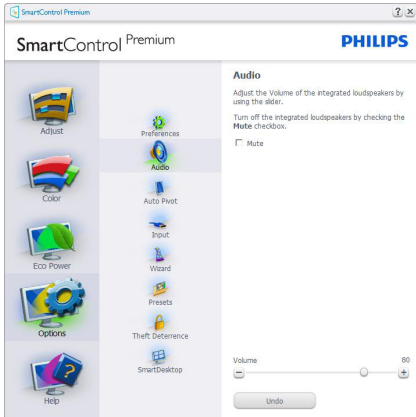 SmartControl Premium
SmartControl Premium
PHILIPS
Adjust
Color
Eco Power
Options
Help
Preferences
Audio
Auto Pivot
Input
Wizard
Presets
Theft Deterrence
SmartDesktop
Audio
Adjust the Volume of the integrated loudspeakers by
using the slider.
Turn off the integrated loudspeakers by checking the
Mute checkbox.
Mute
Volume 80
Undo